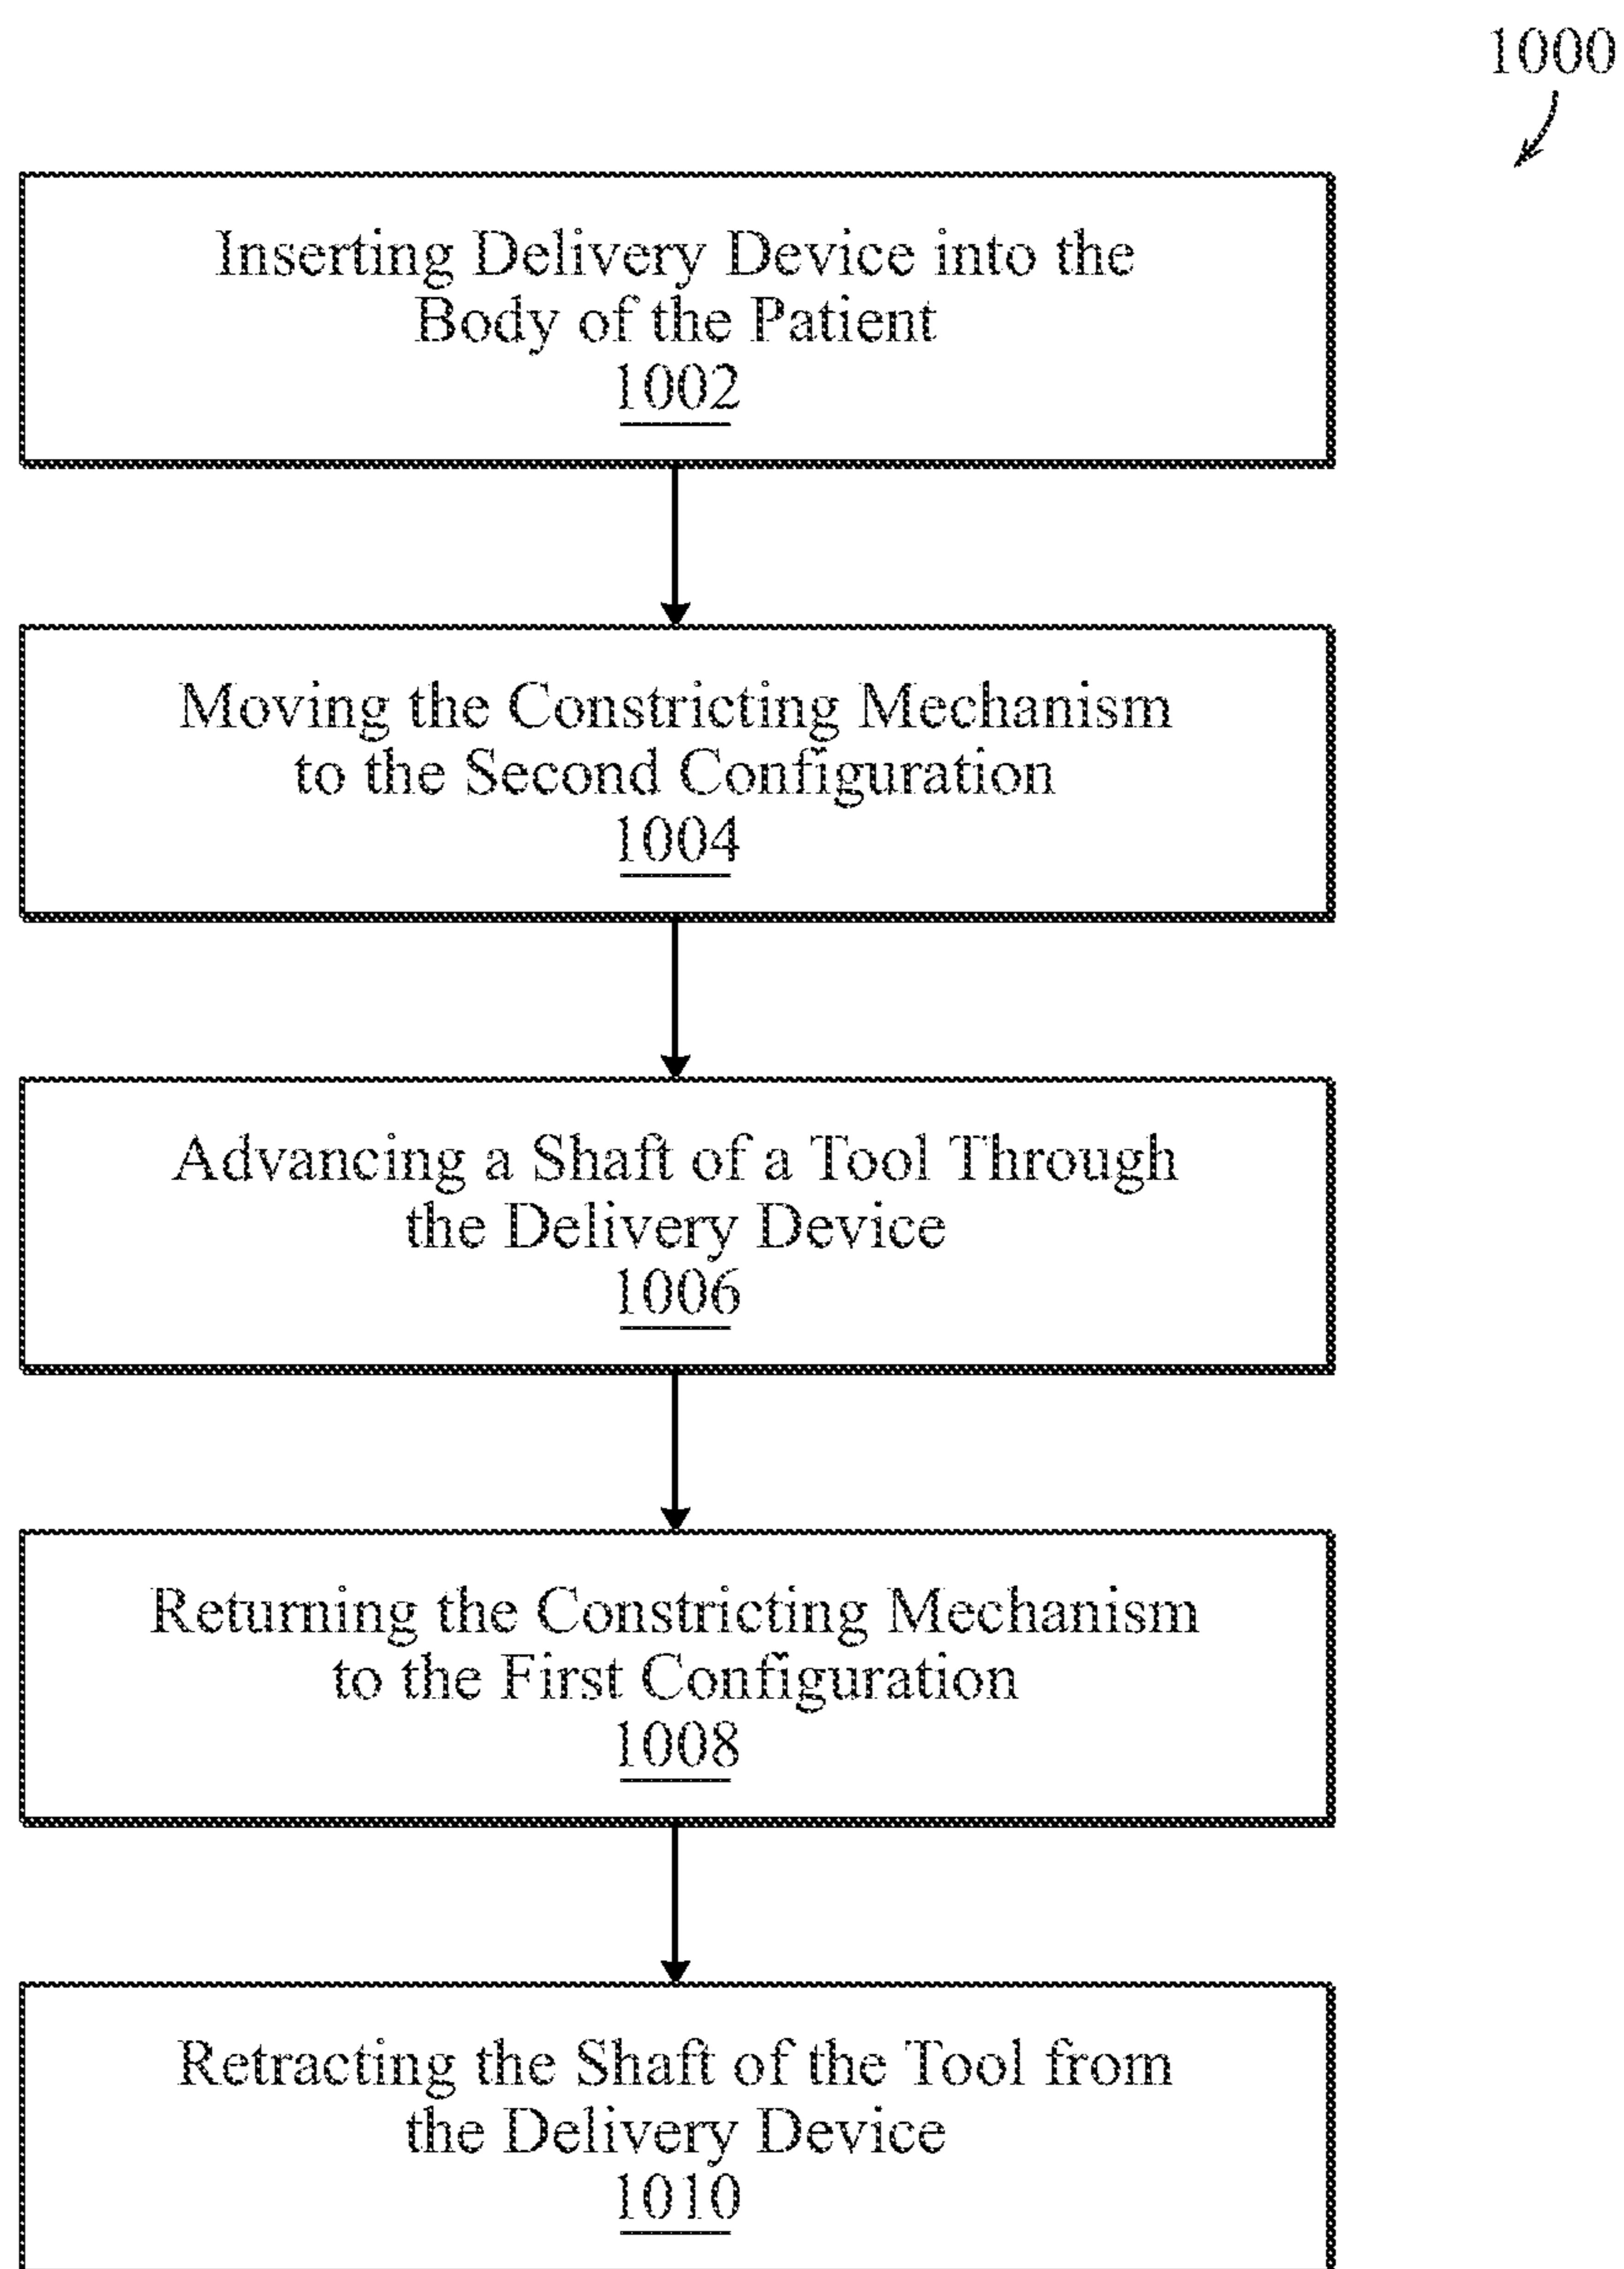 1000
Inserting Delivery Device into the
Body of the Patient
1002
Moving the Constricting Mechanism
to the Second Configuration
1004
Advancing a Shaft of a Tool Through
the Delivery Device
1006
Returning the Constricting Mechanism
to the First Configuration
1008
Retracting the Shaft of the Tool from
the Delivery Device
1010